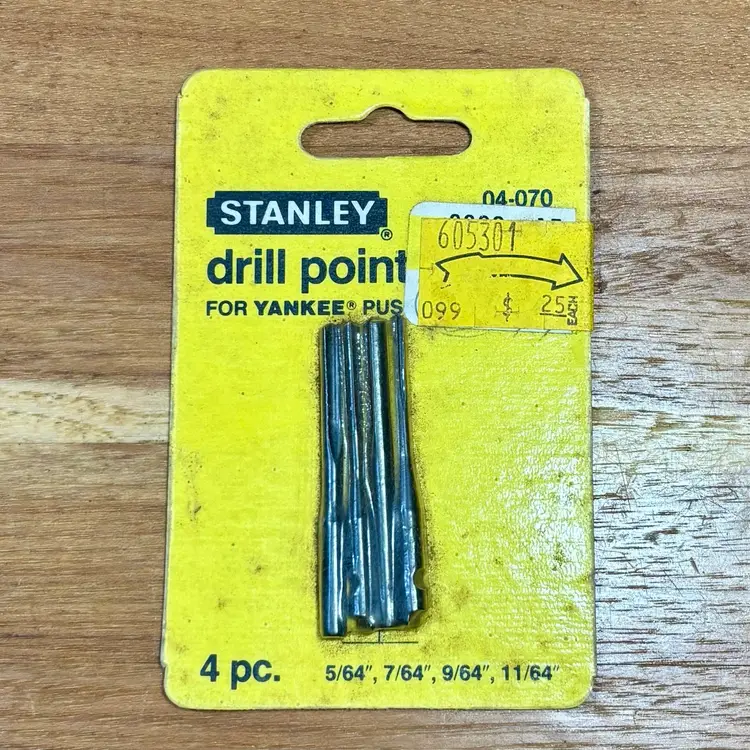 STANLEY®
04-070
drill point
FOR YANKEE® PUS
605301
099 $ 25 EACH
4 pc.
5/64", 7/64", 9/64", 11/64"